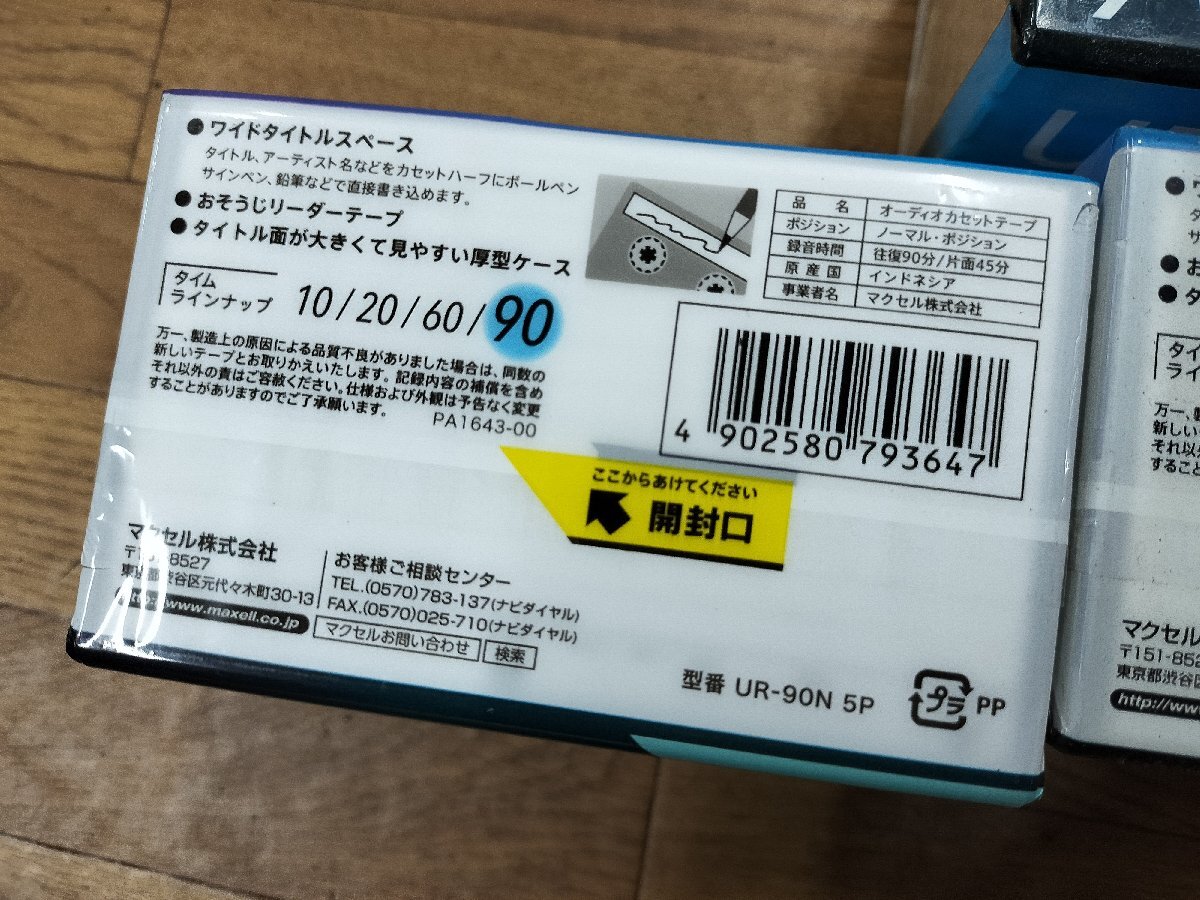 ●ワイドタイトルスペース
タイトル、アーティスト名などをカセットハーフにボールペン
サインペン、鉛筆などで直接書き込めます。
●おそうじリーダーテープ
●タイトル面が大きくて見やすい厚型ケース
タイム
ラインナップ
10/20/60/90
万一、製造上の原因による品質不良がありました場合は、同数の
新しいテープとお取りかえいたします。記録内容の補償を含め
それ以外の責はご容赦ください。仕様および外観は予告なく変更
することがありますのでご了承願います。
PA1643-00
品名 オーディオカセットテープ
ポジション ノーマル・ポジション
録音時間 往復90分/片面45分
原産国 インドネシア
事業者名 マクセル株式会社
4 902580 793647
ここからあけてください
開封口
マクセル株式会社
〒151-8527
東京都渋谷区元代々木町30-13
http://www.maxell.co.jp
お客様ご相談センター
TEL.(0570)783-137(ナビダイヤル)
FAX.(0570)025-710(ナビダイヤル)
マクセルお問い合わせ 検索
型番 UR-90N 5P
プラ PP
タイ
ライ
万一、
新しい
それ以
すること
マクセル
〒151-852
東京都渋谷
http://ww